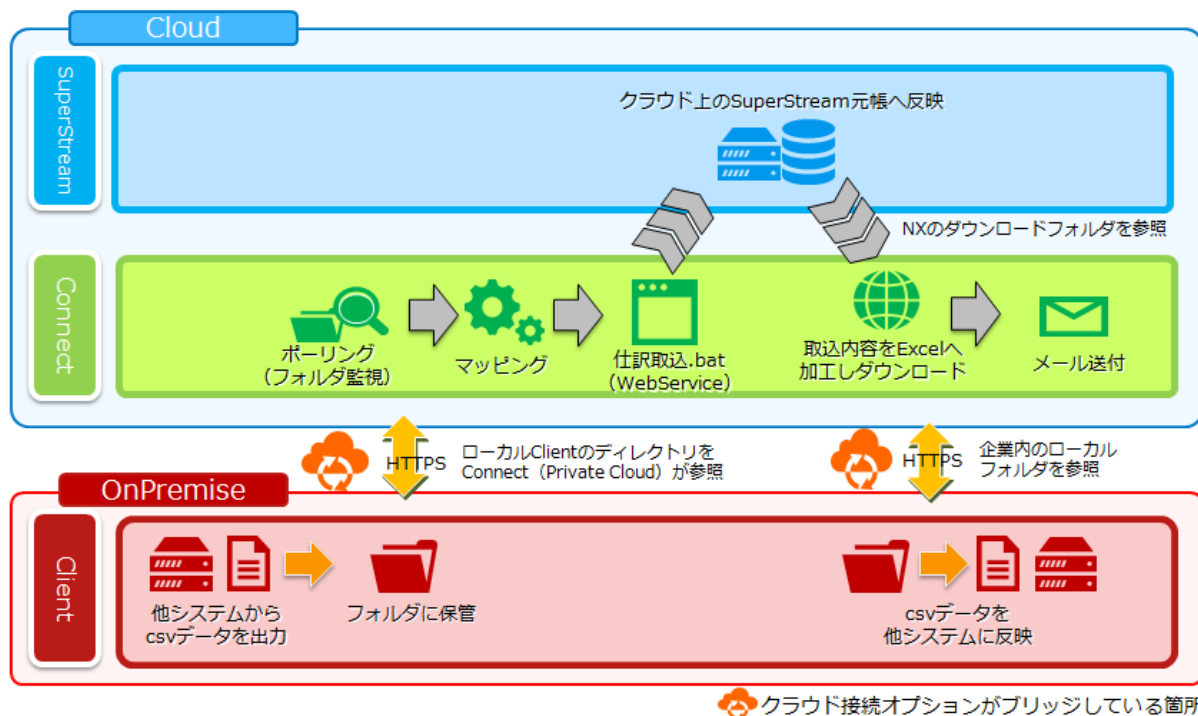 Cloud
SuperStream
クラウド上のSuperStream元帳へ反映
NXのダウンロードフォルダを参照
Connect
ポーリング
（フォルダ監視）
マッピング
仕訳取込.bat
（WebService）
取込内容をExcelへ
加工しダウンロード
メール送付
HTTPS
ローカルClientのディレクトリを
Connect（Private Cloud）が参照
HTTPS
企業内のローカル
フォルダを参照
OnPremise
Client
他システムから
csvデータを出力
フォルダに保管
csvデータを
他システムに反映
クラウド接続オプションがブリッジしている箇所